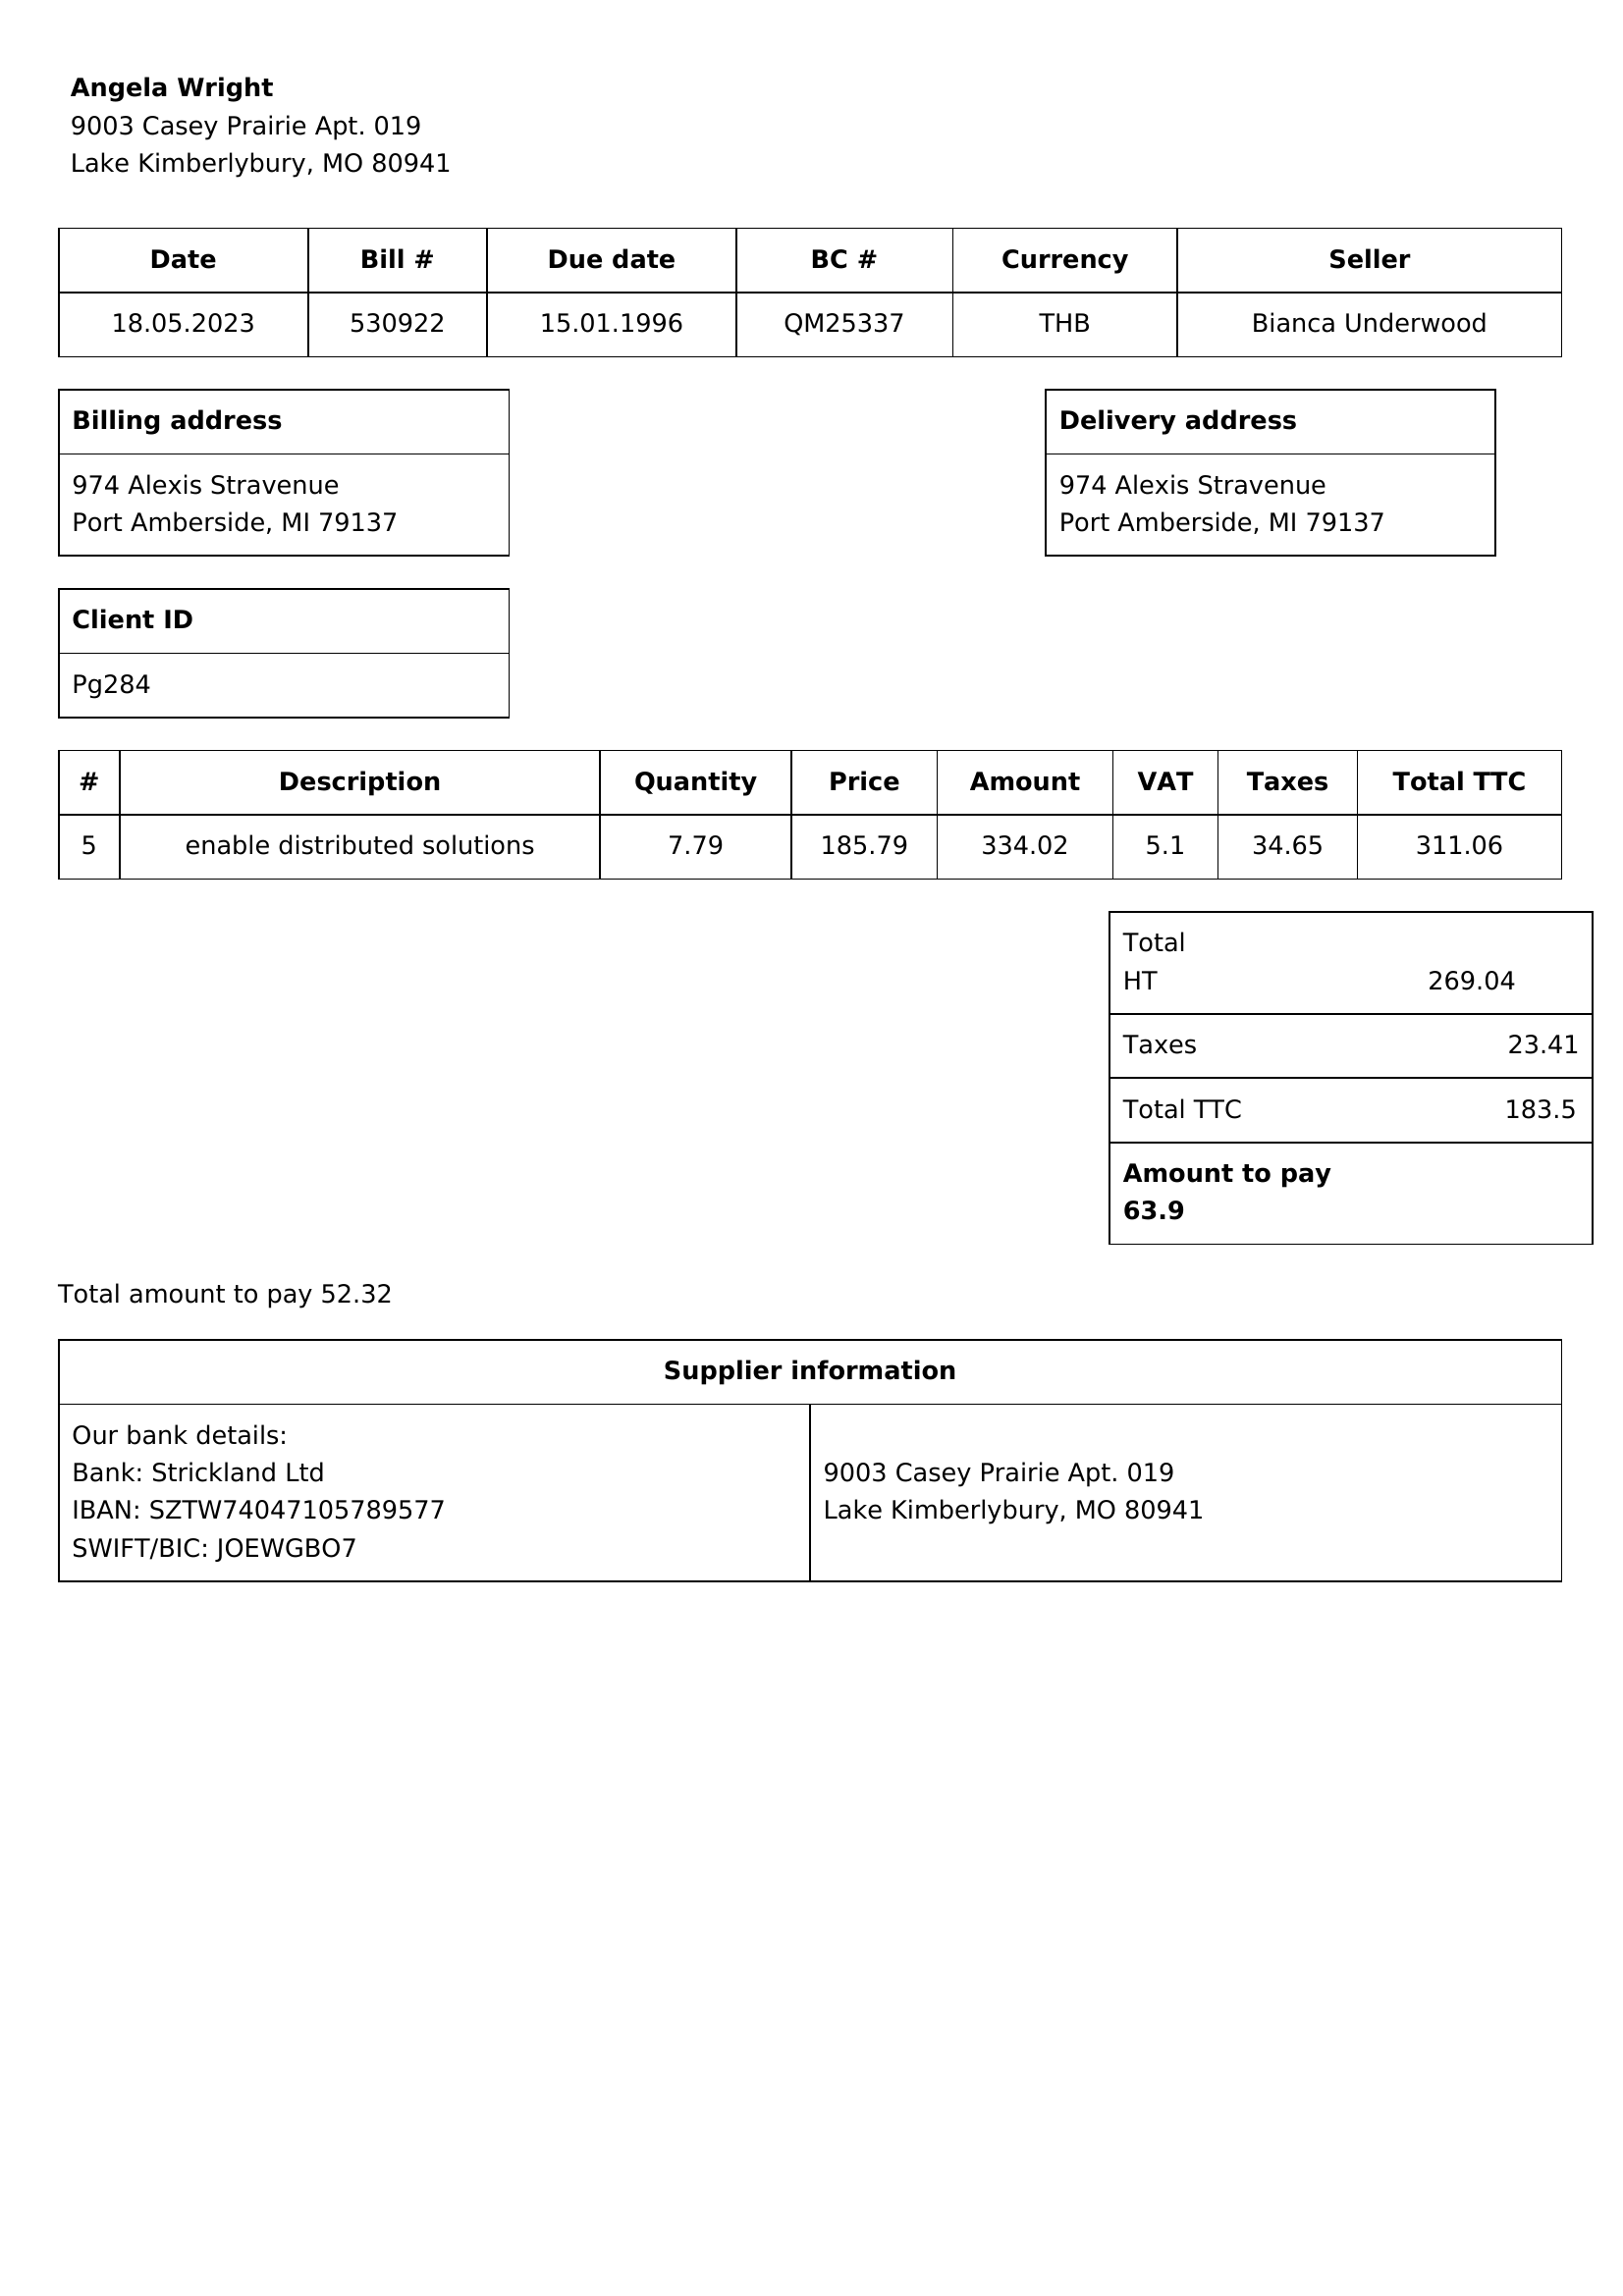 Angela Wright
9003 Casey Prairie Apt. 019
Lake Kimberlybury, MO 80941
Date Bill # Due date BC # Currency Seller
18.05.2023 530922 15.01.1996 QM25337 THB Bianca Underwood
Billing address
974 Alexis Stravenue
Port Amberside, MI 79137
Delivery address
974 Alexis Stravenue
Port Amberside, MI 79137
Client ID
Pg284
# Description Quantity Price Amount VAT Taxes Total TTC
5 enable distributed solutions 7.79 185.79 334.02 5.1 34.65 311.06
Total
HT 269.04
Taxes 23.41
Total TTC 183.5
Amount to pay
63.9
Total amount to pay 52.32
Supplier information
Our bank details:
Bank: Strickland Ltd
IBAN: SZTW74047105789577
SWIFT/BIC: JOEWGBO7
9003 Casey Prairie Apt. 019
Lake Kimberlybury, MO 80941